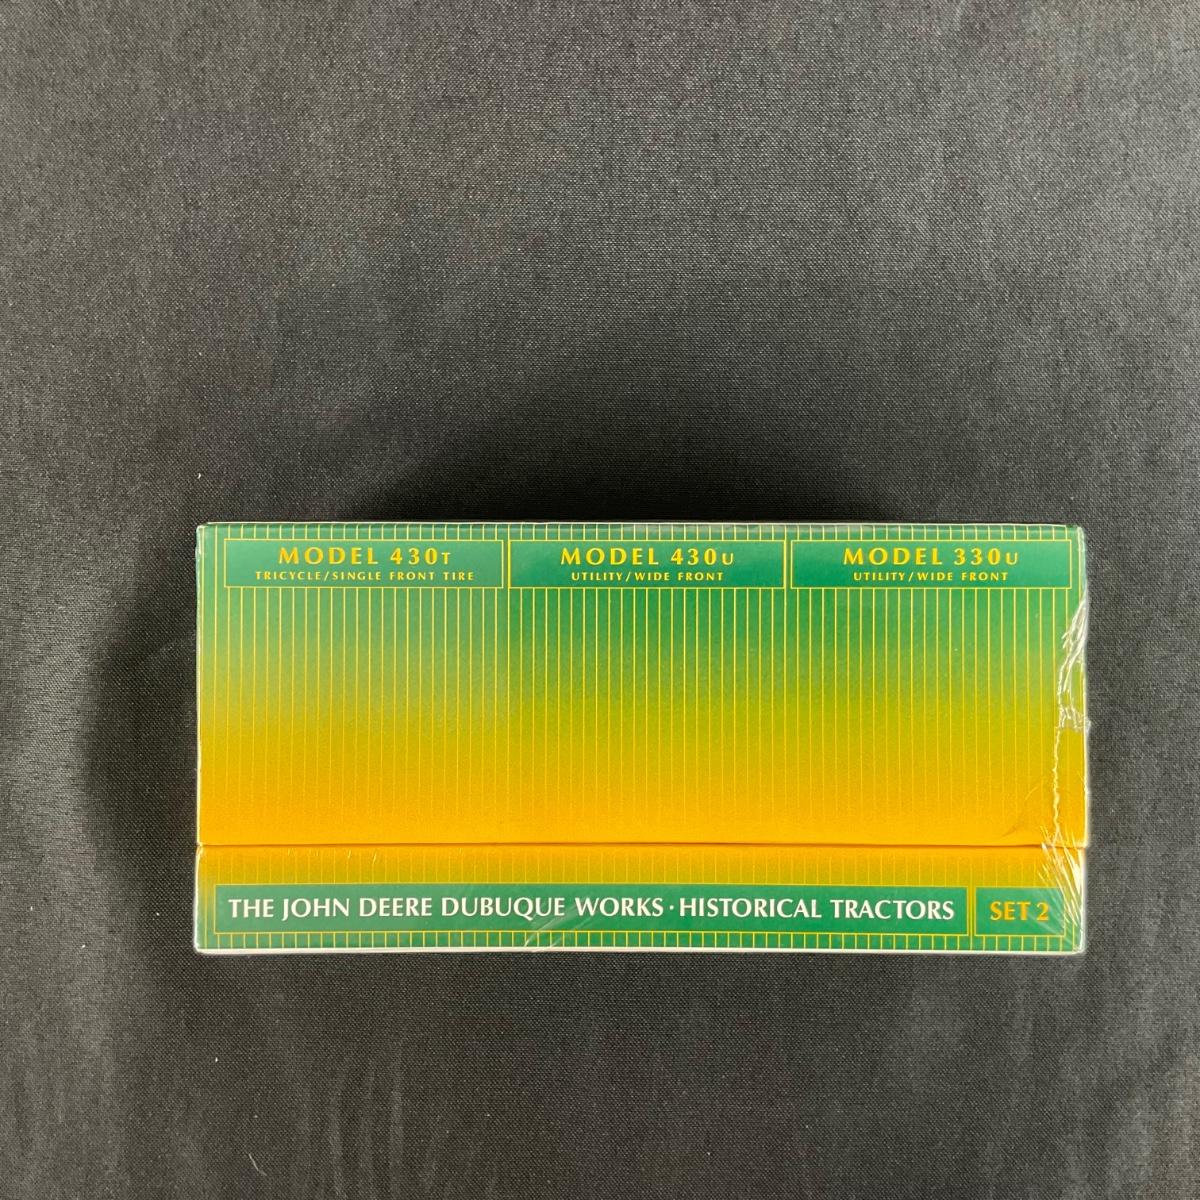 MODEL 430T
TRICYCLE/SINGLE FRONT TIRE
MODEL 430U
UTILITY/WIDE FRONT
MODEL 330U
UTILITY/WIDE FRONT
THE JOHN DEERE DUBUQUE WORKS · HISTORICAL TRACTORS
SET 2